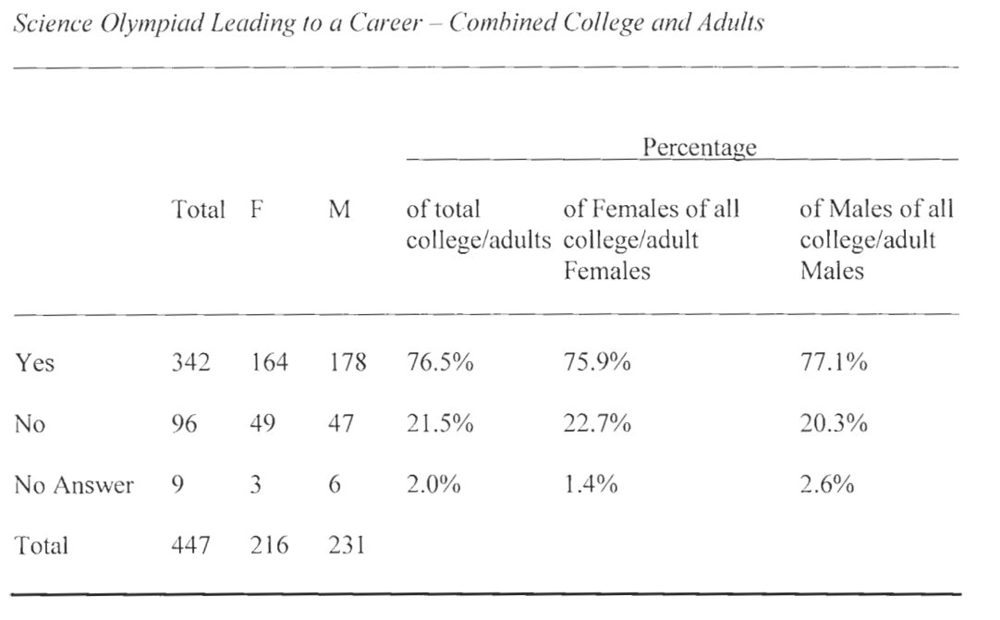 Science Olympiad Leading to a Career – Combined College and Adults
Percentage
Total F M of total of Females of all of Males of all
college/adults college/adult college/adult
Females Males
Yes 342 164 178 76.5% 75.9% 77.1%
No 96 49 47 21.5% 22.7% 20.3%
No Answer 9 3 6 2.0% 1.4% 2.6%
Total 447 216 231